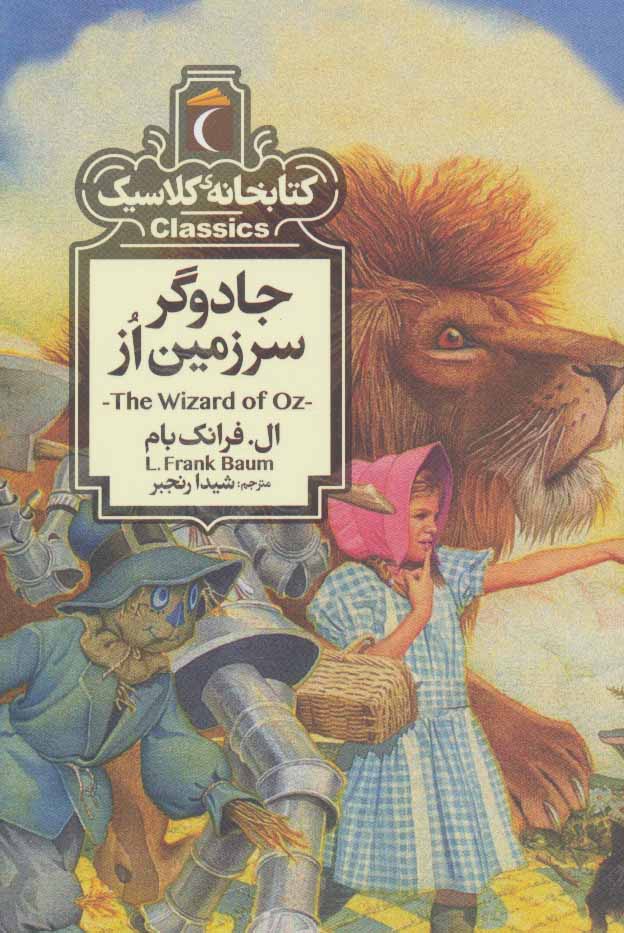 کتابخانهٔ کلاسیک
Classics
جادوگر
سرزمین اُز
-The Wizard of Oz-
ال. فرانک بام
L. Frank Baum
مترجم: شیدا رنجبر